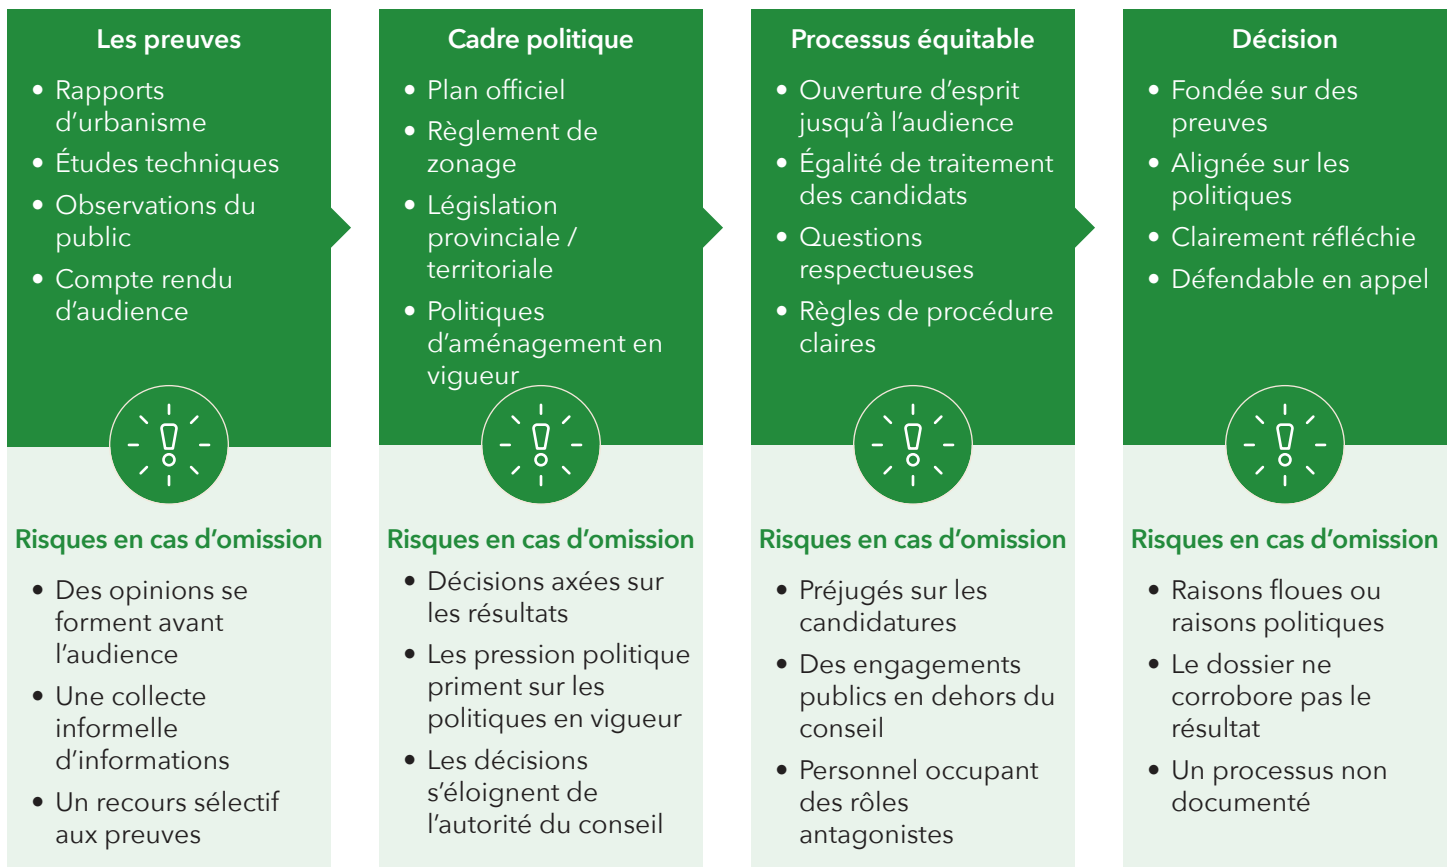 Les preuves
• Rapports
d’urbanisme
• Études techniques
• Observations du
public
• Compte rendu
d’audience
Risques en cas d’omission
• Des opinions se
forment avant
l’audience
• Une collecte
informelle
d’informations
• Un recours sélectif
aux preuves
Cadre politique
• Plan officiel
• Règlement de
zonage
• Législation
provinciale /
territoriale
• Politiques
d’aménagement en
vigueur
Risques en cas d’omission
• Décisions axées sur
les résultats
• Les pression politique
priment sur les
politiques en vigueur
• Les décisions
s’éloignent de
l’autorité du conseil
Processus équitable
• Ouverture d’esprit
jusqu’à l’audience
• Égalité de traitement
des candidats
• Questions
respectueuses
• Règles de procédure
claires
Risques en cas d’omission
• Préjugés sur les
candidatures
• Des engagements
publics en dehors du
conseil
• Personnel occupant
des rôles
antagonistes
Décision
• Fondée sur des
preuves
• Alignée sur les
politiques
• Clairement réfléchie
• Défendable en appel
Risques en cas d’omission
• Raisons floues ou
raisons politiques
• Le dossier ne
corrobore pas le
résultat
• Un processus non
documenté